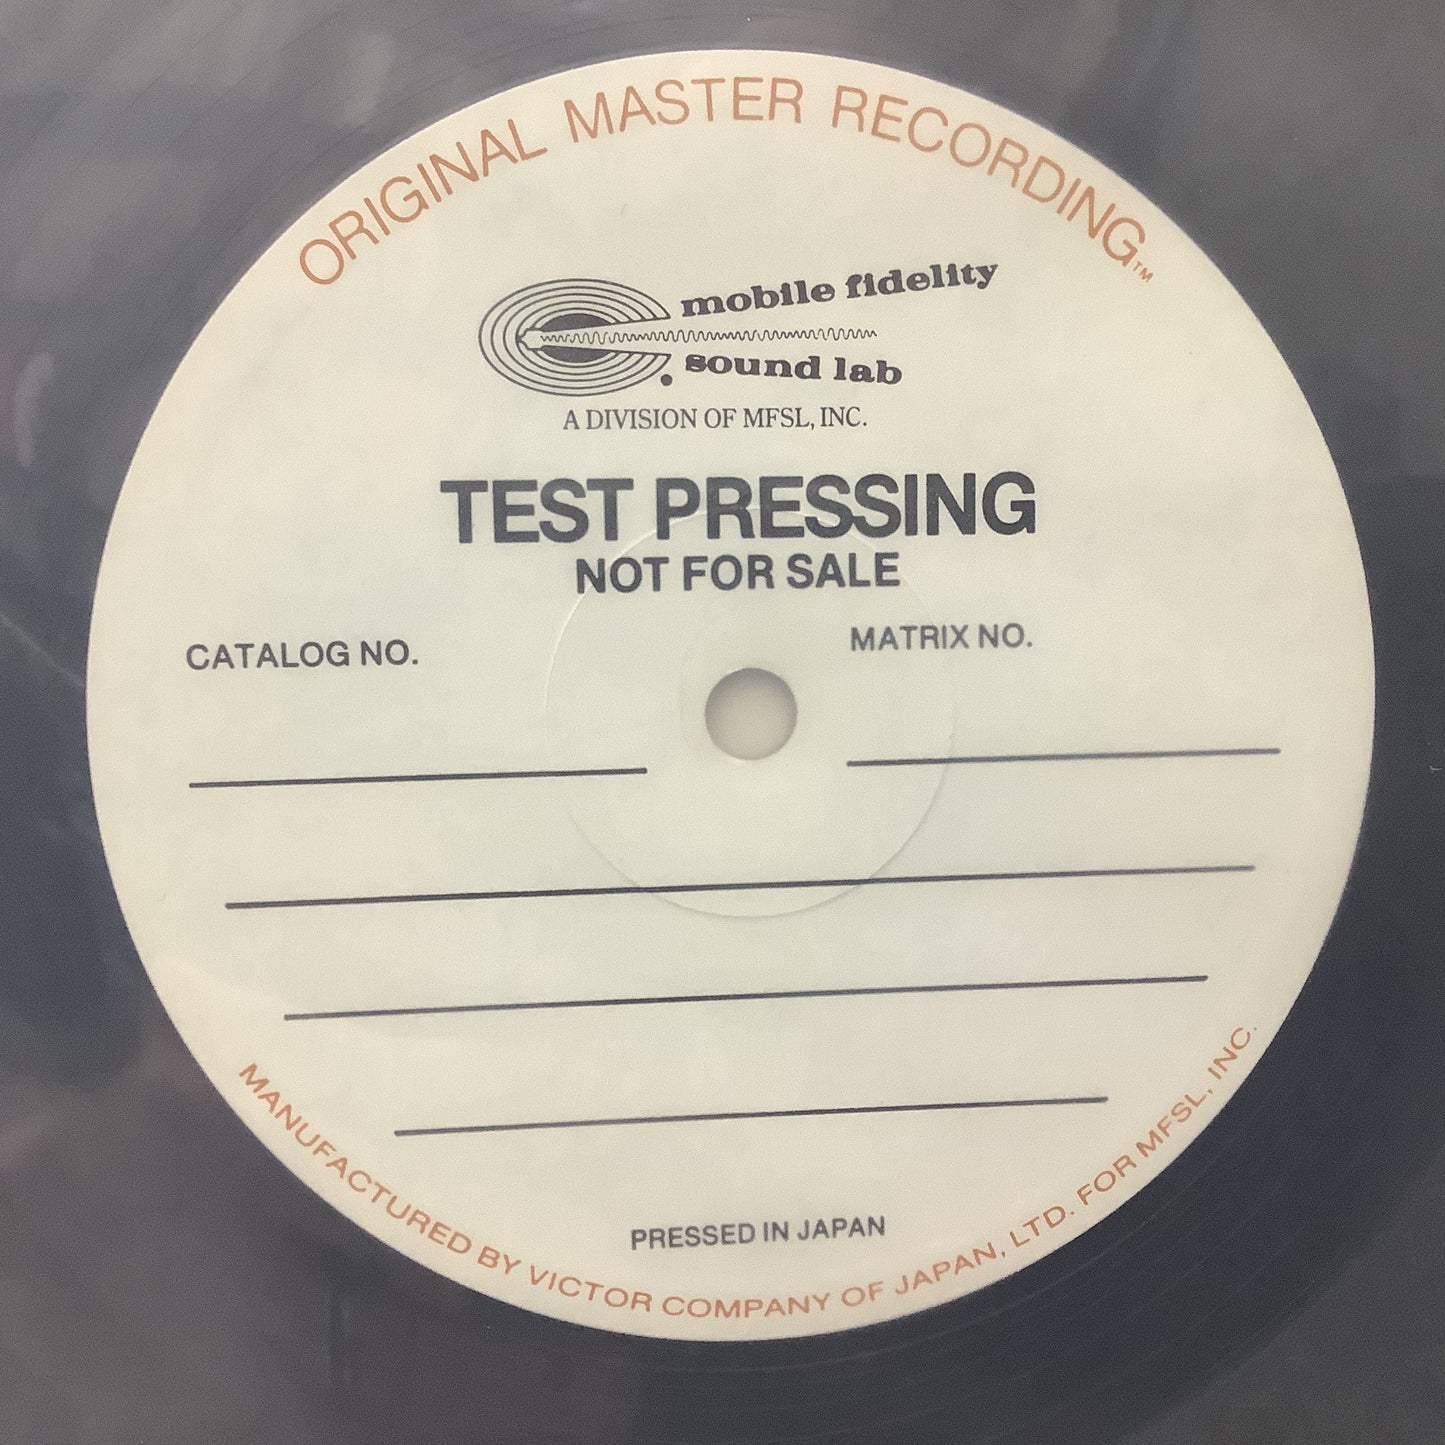 ORIGINAL MASTER RECORDING™
mobile fidelity
sound lab
A DIVISION OF MFSL, INC.
TEST PRESSING
NOT FOR SALE
CATALOG NO.
MATRIX NO.
PRESSED IN JAPAN
MANUFACTURED BY VICTOR COMPANY OF JAPAN, LTD. FOR MFSL, INC.